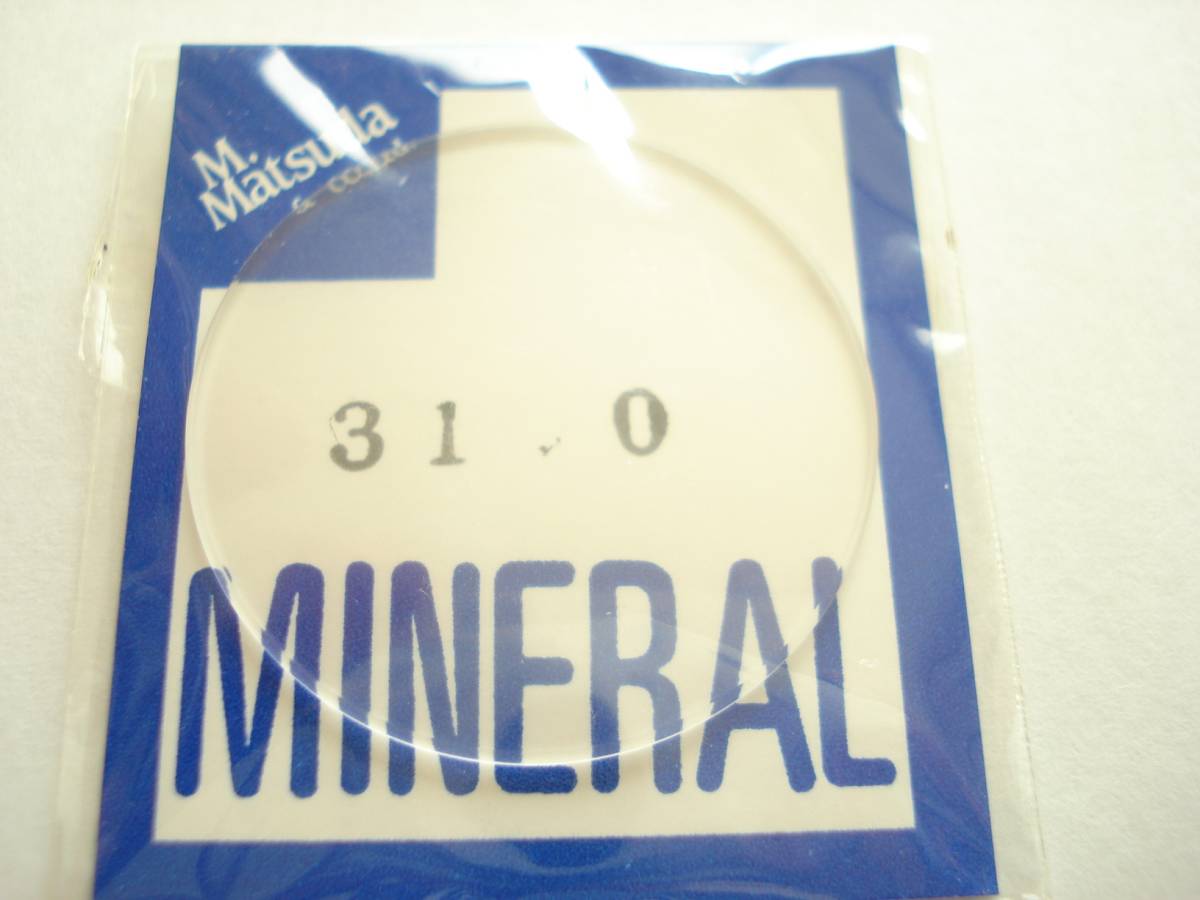 M.
Matsuda
&
31.0
MINERAL